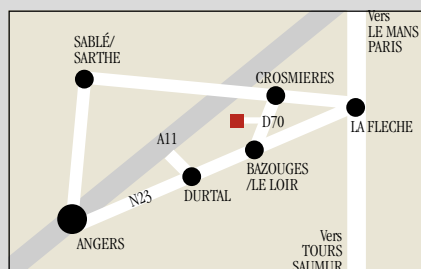 Vers
LE MANS
PARIS
SABLÉ/
SARTHE
CROSMIERES
D70
LA FLECHE
A11
BAZOUGES
/LE LOIR
DURTAL
N23
ANGERS
Vers
TOURS
SAUMUR